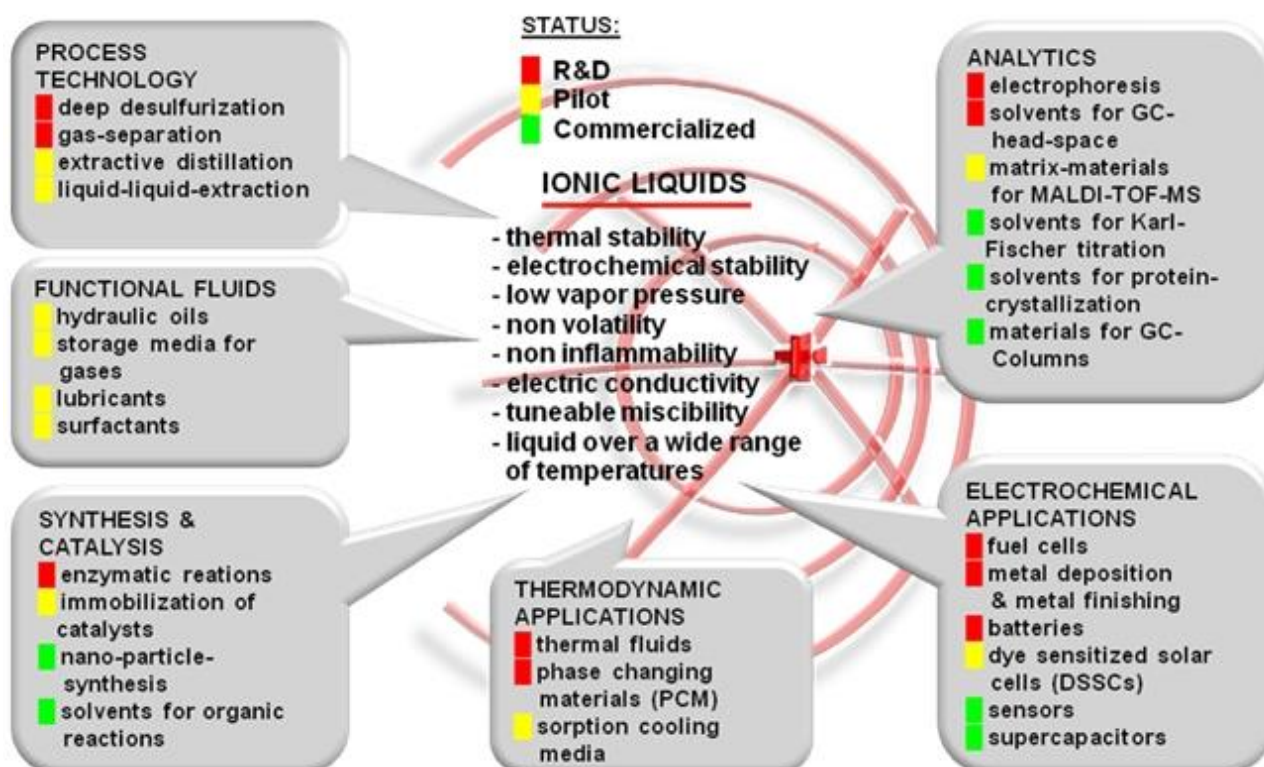 STATUS:
R&D
Pilot
Commercialized
PROCESS
TECHNOLOGY
deep desulfurization
gas-separation
extractive distillation
liquid-liquid-extraction
FUNCTIONAL FLUIDS
hydraulic oils
storage media for
gases
lubricants
surfactants
SYNTHESIS &
CATALYSIS
enzymatic reations
immobilization of
catalysts
nano-particle-
synthesis
solvents for organic
reactions
IONIC LIQUIDS
- thermal stability
- electrochemical stability
- low vapor pressure
- non volatility
- non inflammability
- electric conductivity
- tuneable miscibility
- liquid over a wide range
of temperatures
THERMODYNAMIC
APPLICATIONS
thermal fluids
phase changing
materials (PCM)
sorption cooling
media
ANALYTICS
electrophoresis
solvents for GC-
head-space
matrix-materials
for MALDI-TOF-MS
solvents for Karl-
Fischer titration
solvents for protein-
crystallization
materials for GC-
Columns
ELECTROCHEMICAL
APPLICATIONS
fuel cells
metal deposition
& metal finishing
batteries
dye sensitized solar
cells (DSSCs)
sensors
supercapacitors